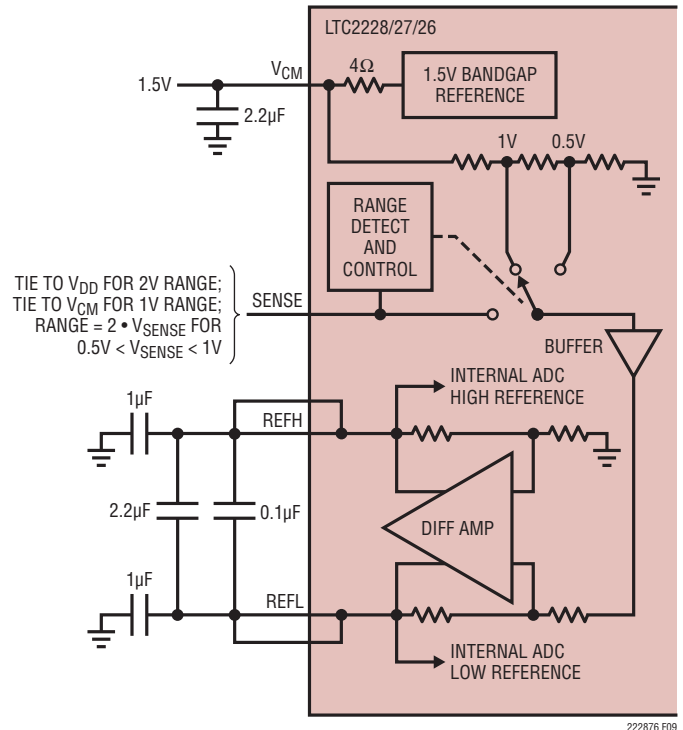 LTC2228/27/26
1.5V
VCM
4Ω
1.5V BANDGAP
REFERENCE
2.2µF
1V
0.5V
RANGE
DETECT
AND
CONTROL
TIE TO VDD FOR 2V RANGE;
TIE TO VCM FOR 1V RANGE;
RANGE = 2 • VSENSE FOR
0.5V < VSENSE < 1V
SENSE
BUFFER
INTERNAL ADC
HIGH REFERENCE
1µF
REFH
2.2µF
0.1µF
DIFF AMP
1µF
REFL
INTERNAL ADC
LOW REFERENCE
222876 F09